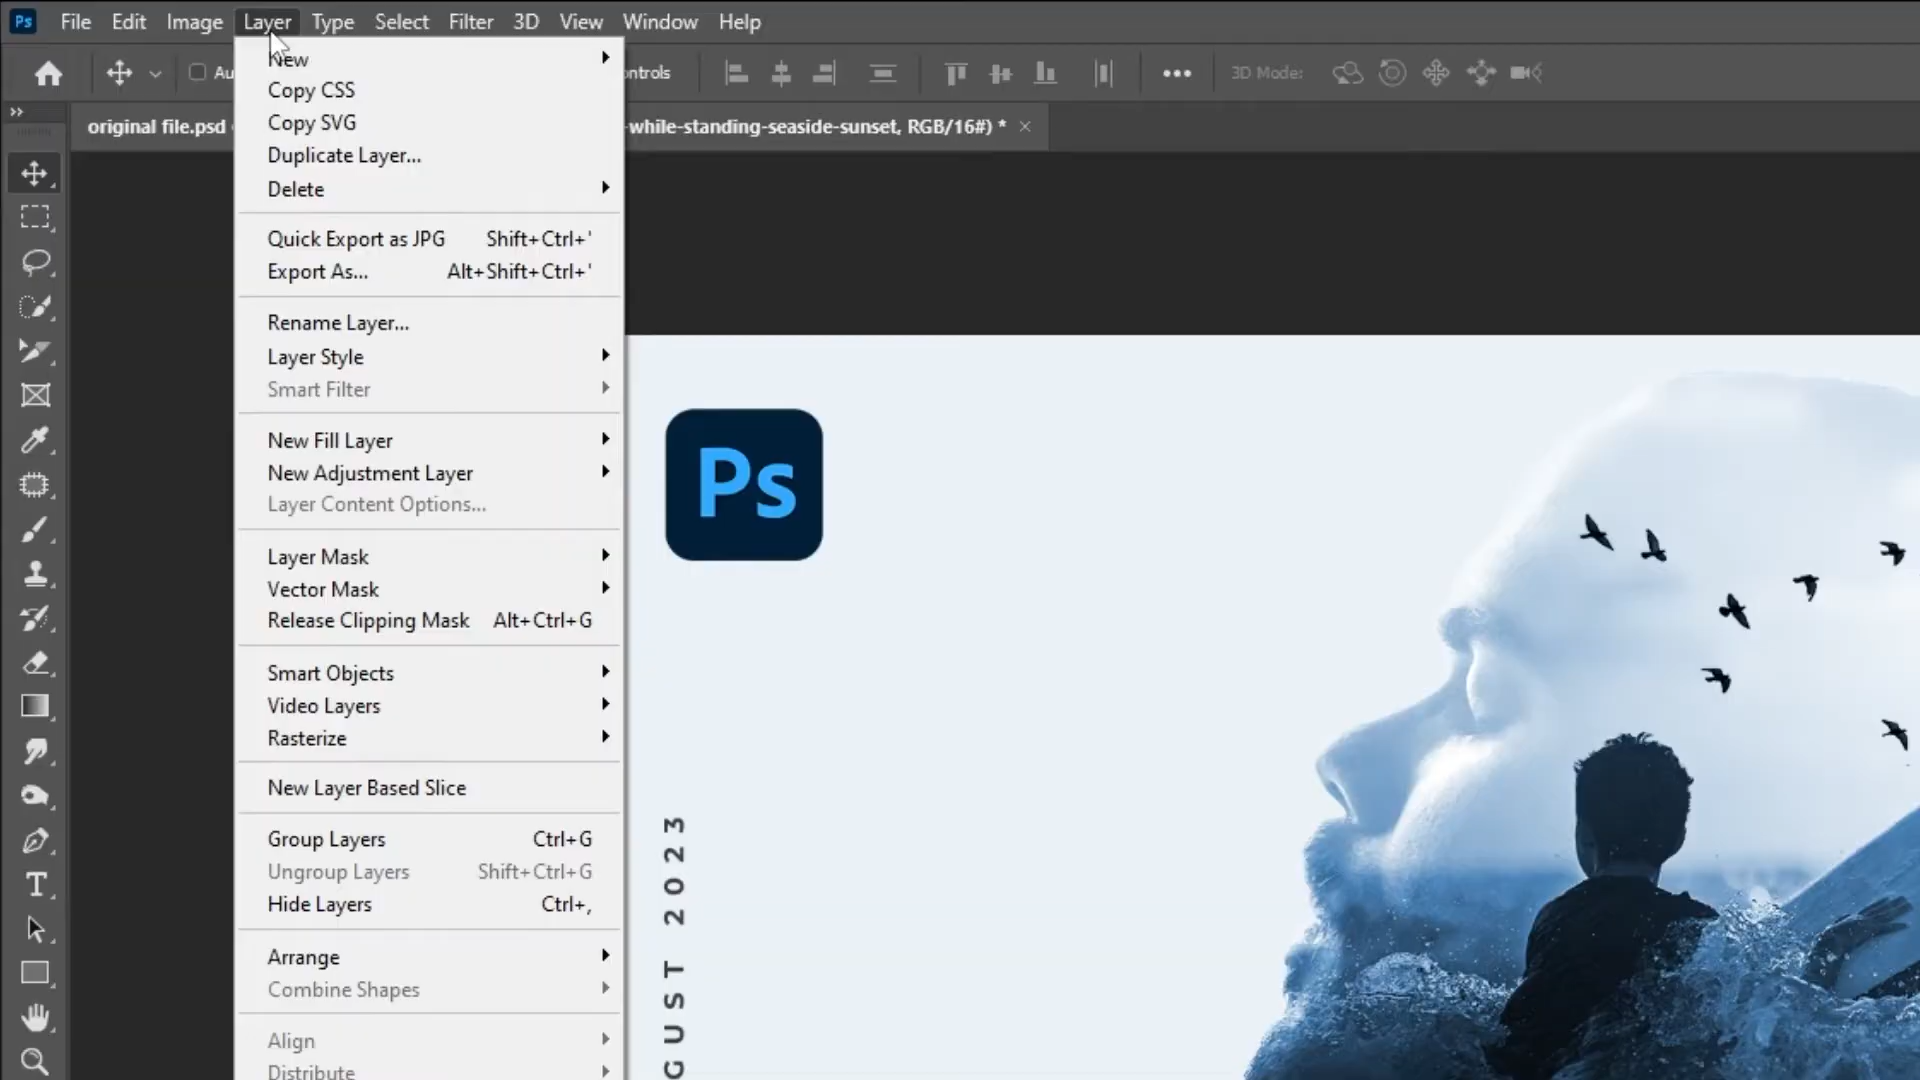 Ps File Edit Image Layer Type Select Filter 3D View Window Help
Au ontrols 3D Mode:
original file.psd -while-standing-seaside-sunset, RGB/16#) *
New
Copy CSS
Copy SVG
Duplicate Layer...
Delete
Quick Export as JPG Shift+Ctrl+'
Export As... Alt+Shift+Ctrl+'
Rename Layer...
Layer Style
Smart Filter
New Fill Layer
New Adjustment Layer
Layer Content Options...
Layer Mask
Vector Mask
Release Clipping Mask Alt+Ctrl+G
Smart Objects
Video Layers
Rasterize
New Layer Based Slice
Group Layers Ctrl+G
Ungroup Layers Shift+Ctrl+G
Hide Layers Ctrl+,
Arrange
Combine Shapes
Align
Distribute
Ps
GUST 2023